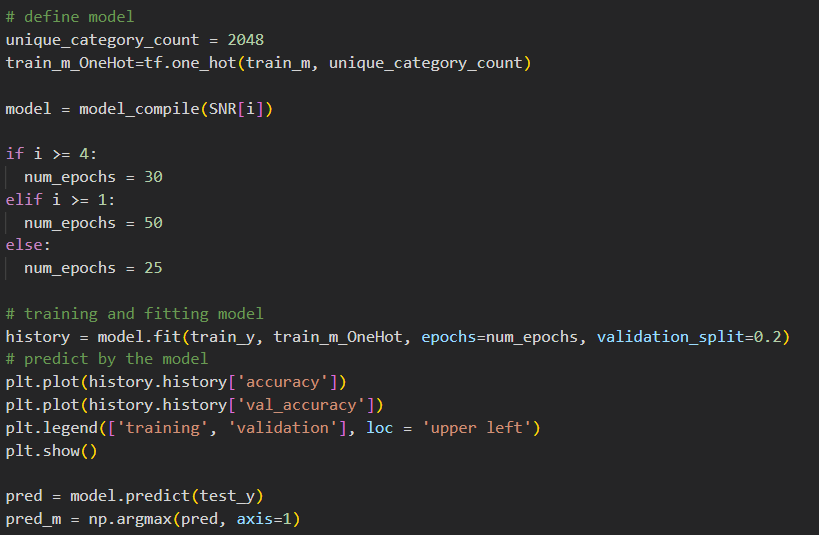 # define model
unique_category_count = 2048
train_m_OneHot=tf.one_hot(train_m, unique_category_count)
model = model_compile(SNR[i])
if i >= 4:
  num_epochs = 30
elif i >= 1:
  num_epochs = 50
else:
  num_epochs = 25
# training and fitting model
history = model.fit(train_y, train_m_OneHot, epochs=num_epochs, validation_split=0.2)
# predict by the model
plt.plot(history.history['accuracy'])
plt.plot(history.history['val_accuracy'])
plt.legend(['training', 'validation'], loc = 'upper left')
plt.show()
pred = model.predict(test_y)
pred_m = np.argmax(pred, axis=1)